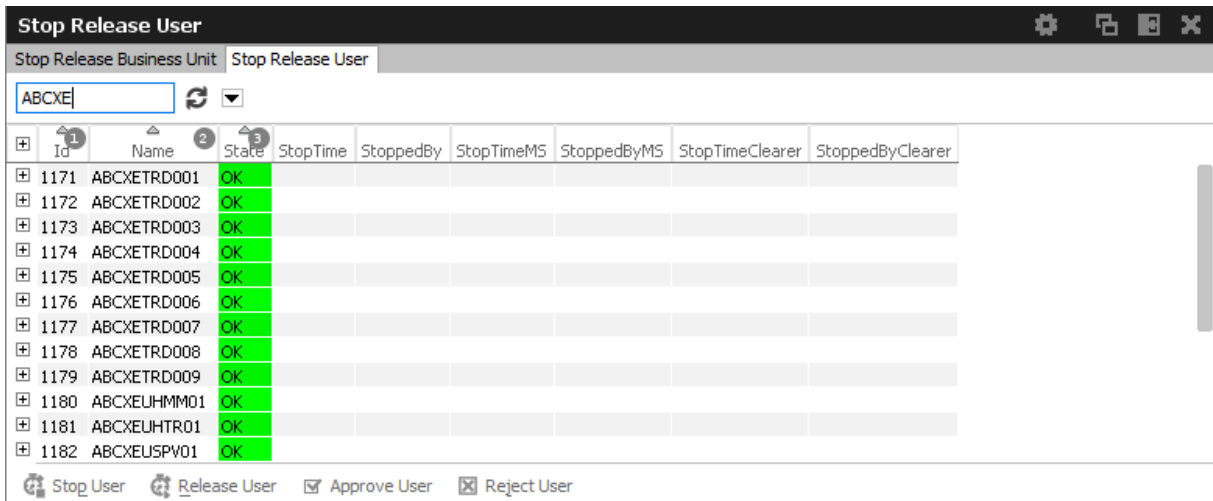 Stop Release User
Stop Release Business Unit Stop Release User
ABCXE
1 2 3
Id Name State StopTime StoppedBy StopTimeMS StoppedByMS StopTimeClearer StoppedByClearer
1171 ABCXETRD001 OK
1172 ABCXETRD002 OK
1173 ABCXETRD003 OK
1174 ABCXETRD004 OK
1175 ABCXETRD005 OK
1176 ABCXETRD006 OK
1177 ABCXETRD007 OK
1178 ABCXETRD008 OK
1179 ABCXETRD009 OK
1180 ABCXEUHMM01 OK
1181 ABCXEUHTR01 OK
1182 ABCXEUSPV01 OK
Stop User Release User Approve User Reject User